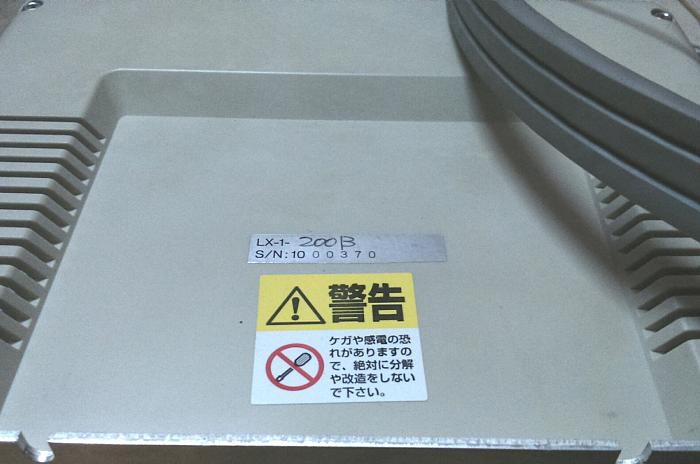 LX-1-200B
S/N:1000370
警告
ケガや感電の恐
れがありますの
で、絶対に分解
や改造をしない
で下さい。